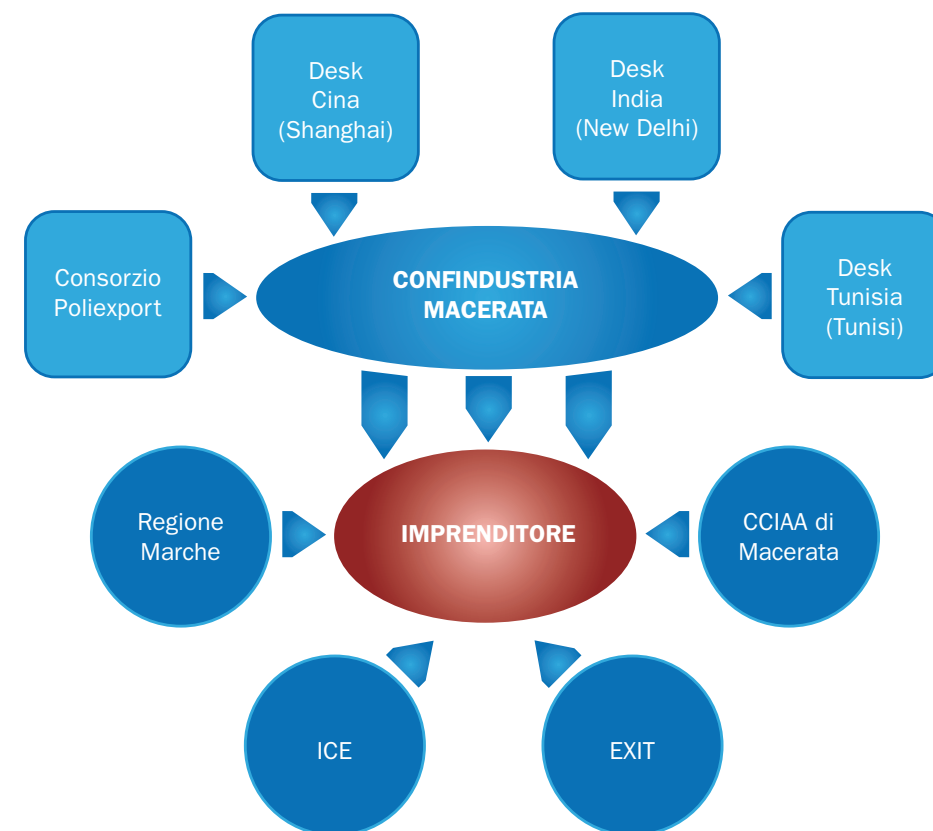 Desk
Cina
(Shanghai)
Desk
India
(New Delhi)
Consorzio
Poliexport
CONFINDUSTRIA
MACERATA
Desk
Tunisia
(Tunisi)
Regione
Marche
IMPRENDITORE
CCIAA di
Macerata
ICE
EXIT